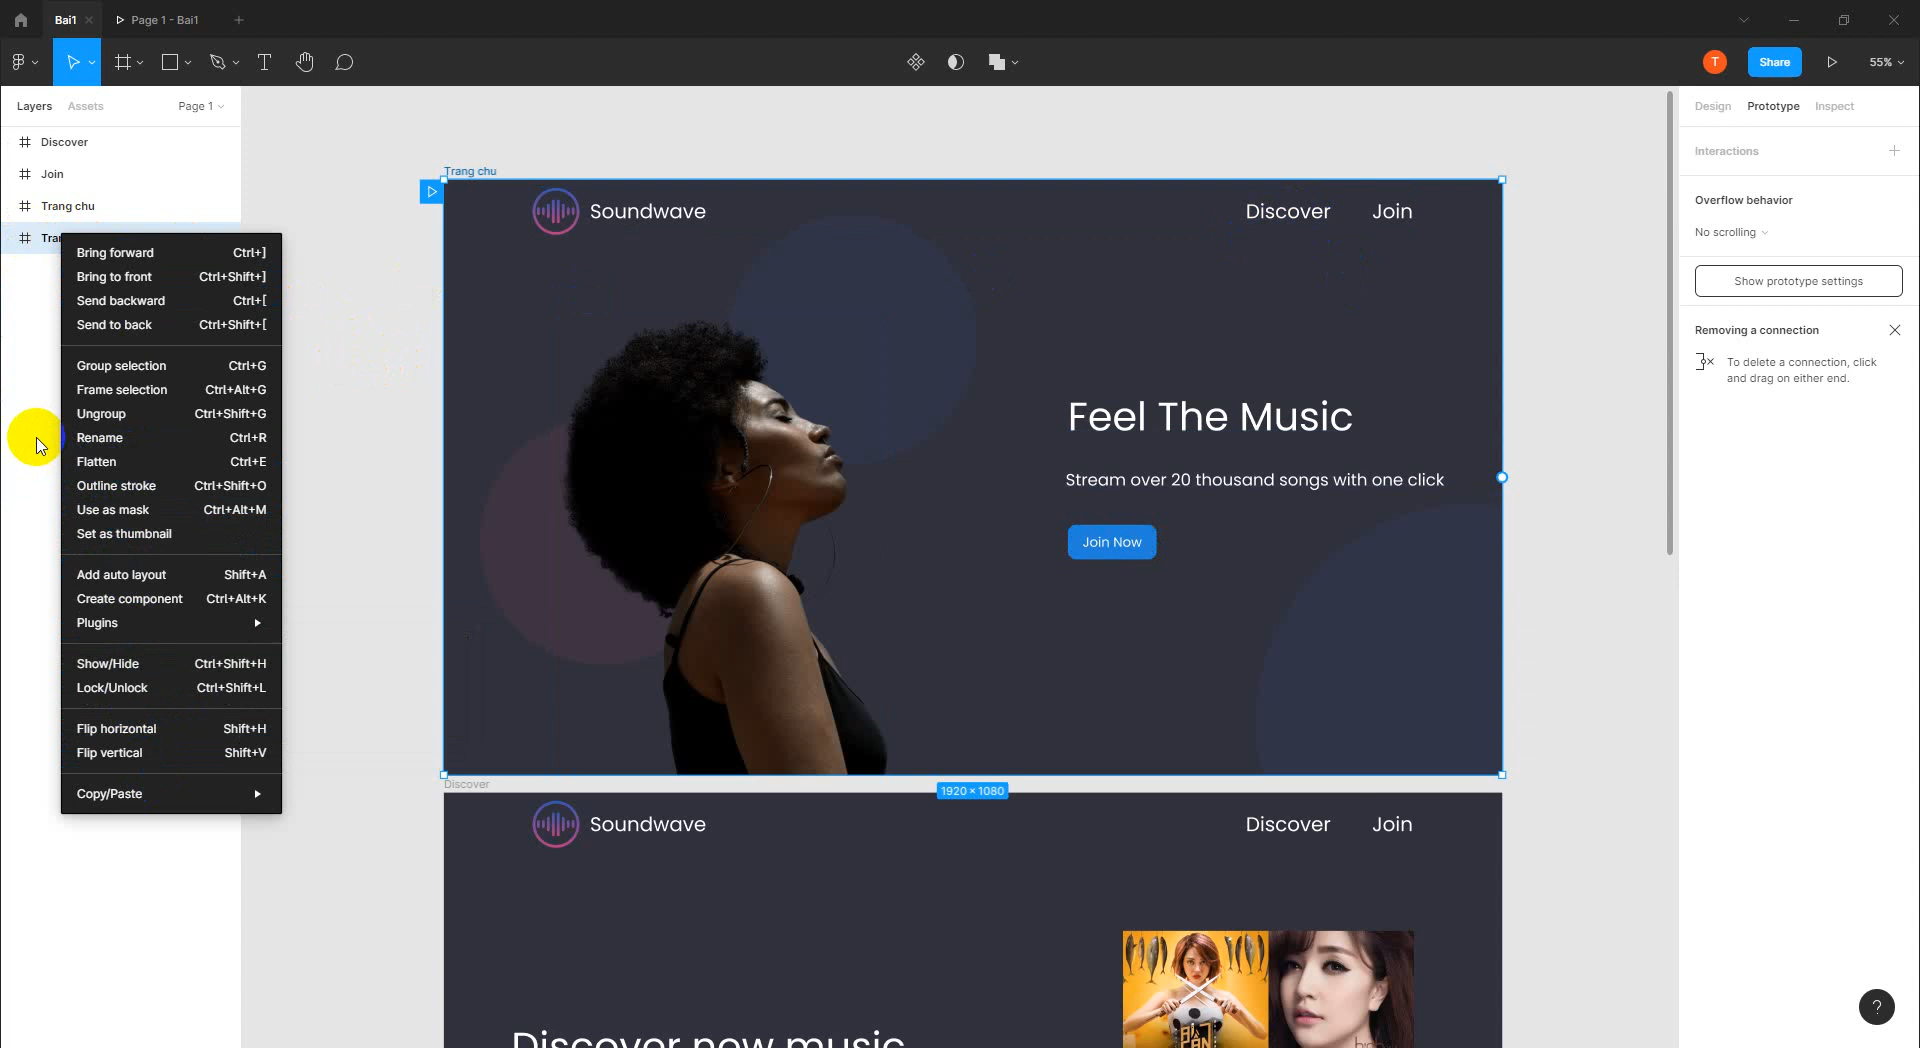 Bai1
Page 1 - Bai1
Share
T
55%
Layers
Assets
Page 1
Discover
Join
Trang chu
Bring forward Ctrl+]
Bring to front Ctrl+Shift+]
Send backward Ctrl+[
Send to back Ctrl+Shift+[
Group selection Ctrl+G
Frame selection Ctrl+Alt+G
Ungroup Ctrl+Shift+G
Rename Ctrl+R
Flatten Ctrl+E
Outline stroke Ctrl+Shift+O
Use as mask Ctrl+Alt+M
Set as thumbnail
Add auto layout Shift+A
Create component Ctrl+Alt+K
Plugins
Show/Hide Ctrl+Shift+H
Lock/Unlock Ctrl+Shift+L
Flip horizontal Shift+H
Flip vertical Shift+V
Copy/Paste
Trang chu
Soundwave
Discover
Join
Feel The Music
Stream over 20 thousand songs with one click
Join Now
Discover
1920 × 1080
Soundwave
Discover
Join
Discover new music
Design
Prototype
Inspect
Interactions
Overflow behavior
No scrolling
Show prototype settings
Removing a connection
To delete a connection, click
and drag on either end.
?